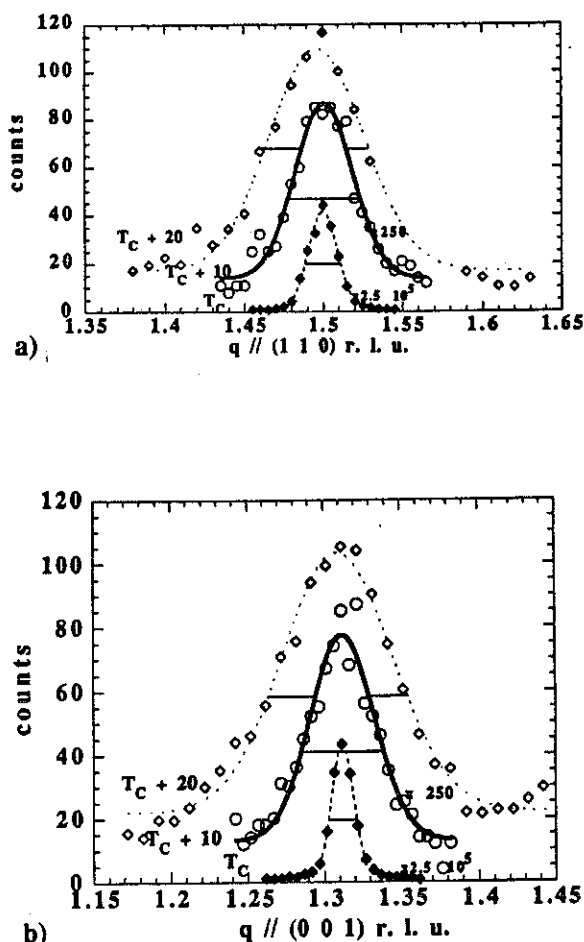 120
100
80
60
40
20
0
counts
T_C + 20
T_C + 10
T_C
x 250
x2.5 10^5
1.35 1.4 1.45 1.5 1.55 1.6 1.65
a) q // (1 1 0) r. l. u.
120
100
80
60
40
20
0
counts
T_C + 20
T_C + 10
T_C
x 250
x2.5 10^5
1.15 1.2 1.25 1.3 1.35 1.4 1.45
b) q // (0 0 1) r. l. u.